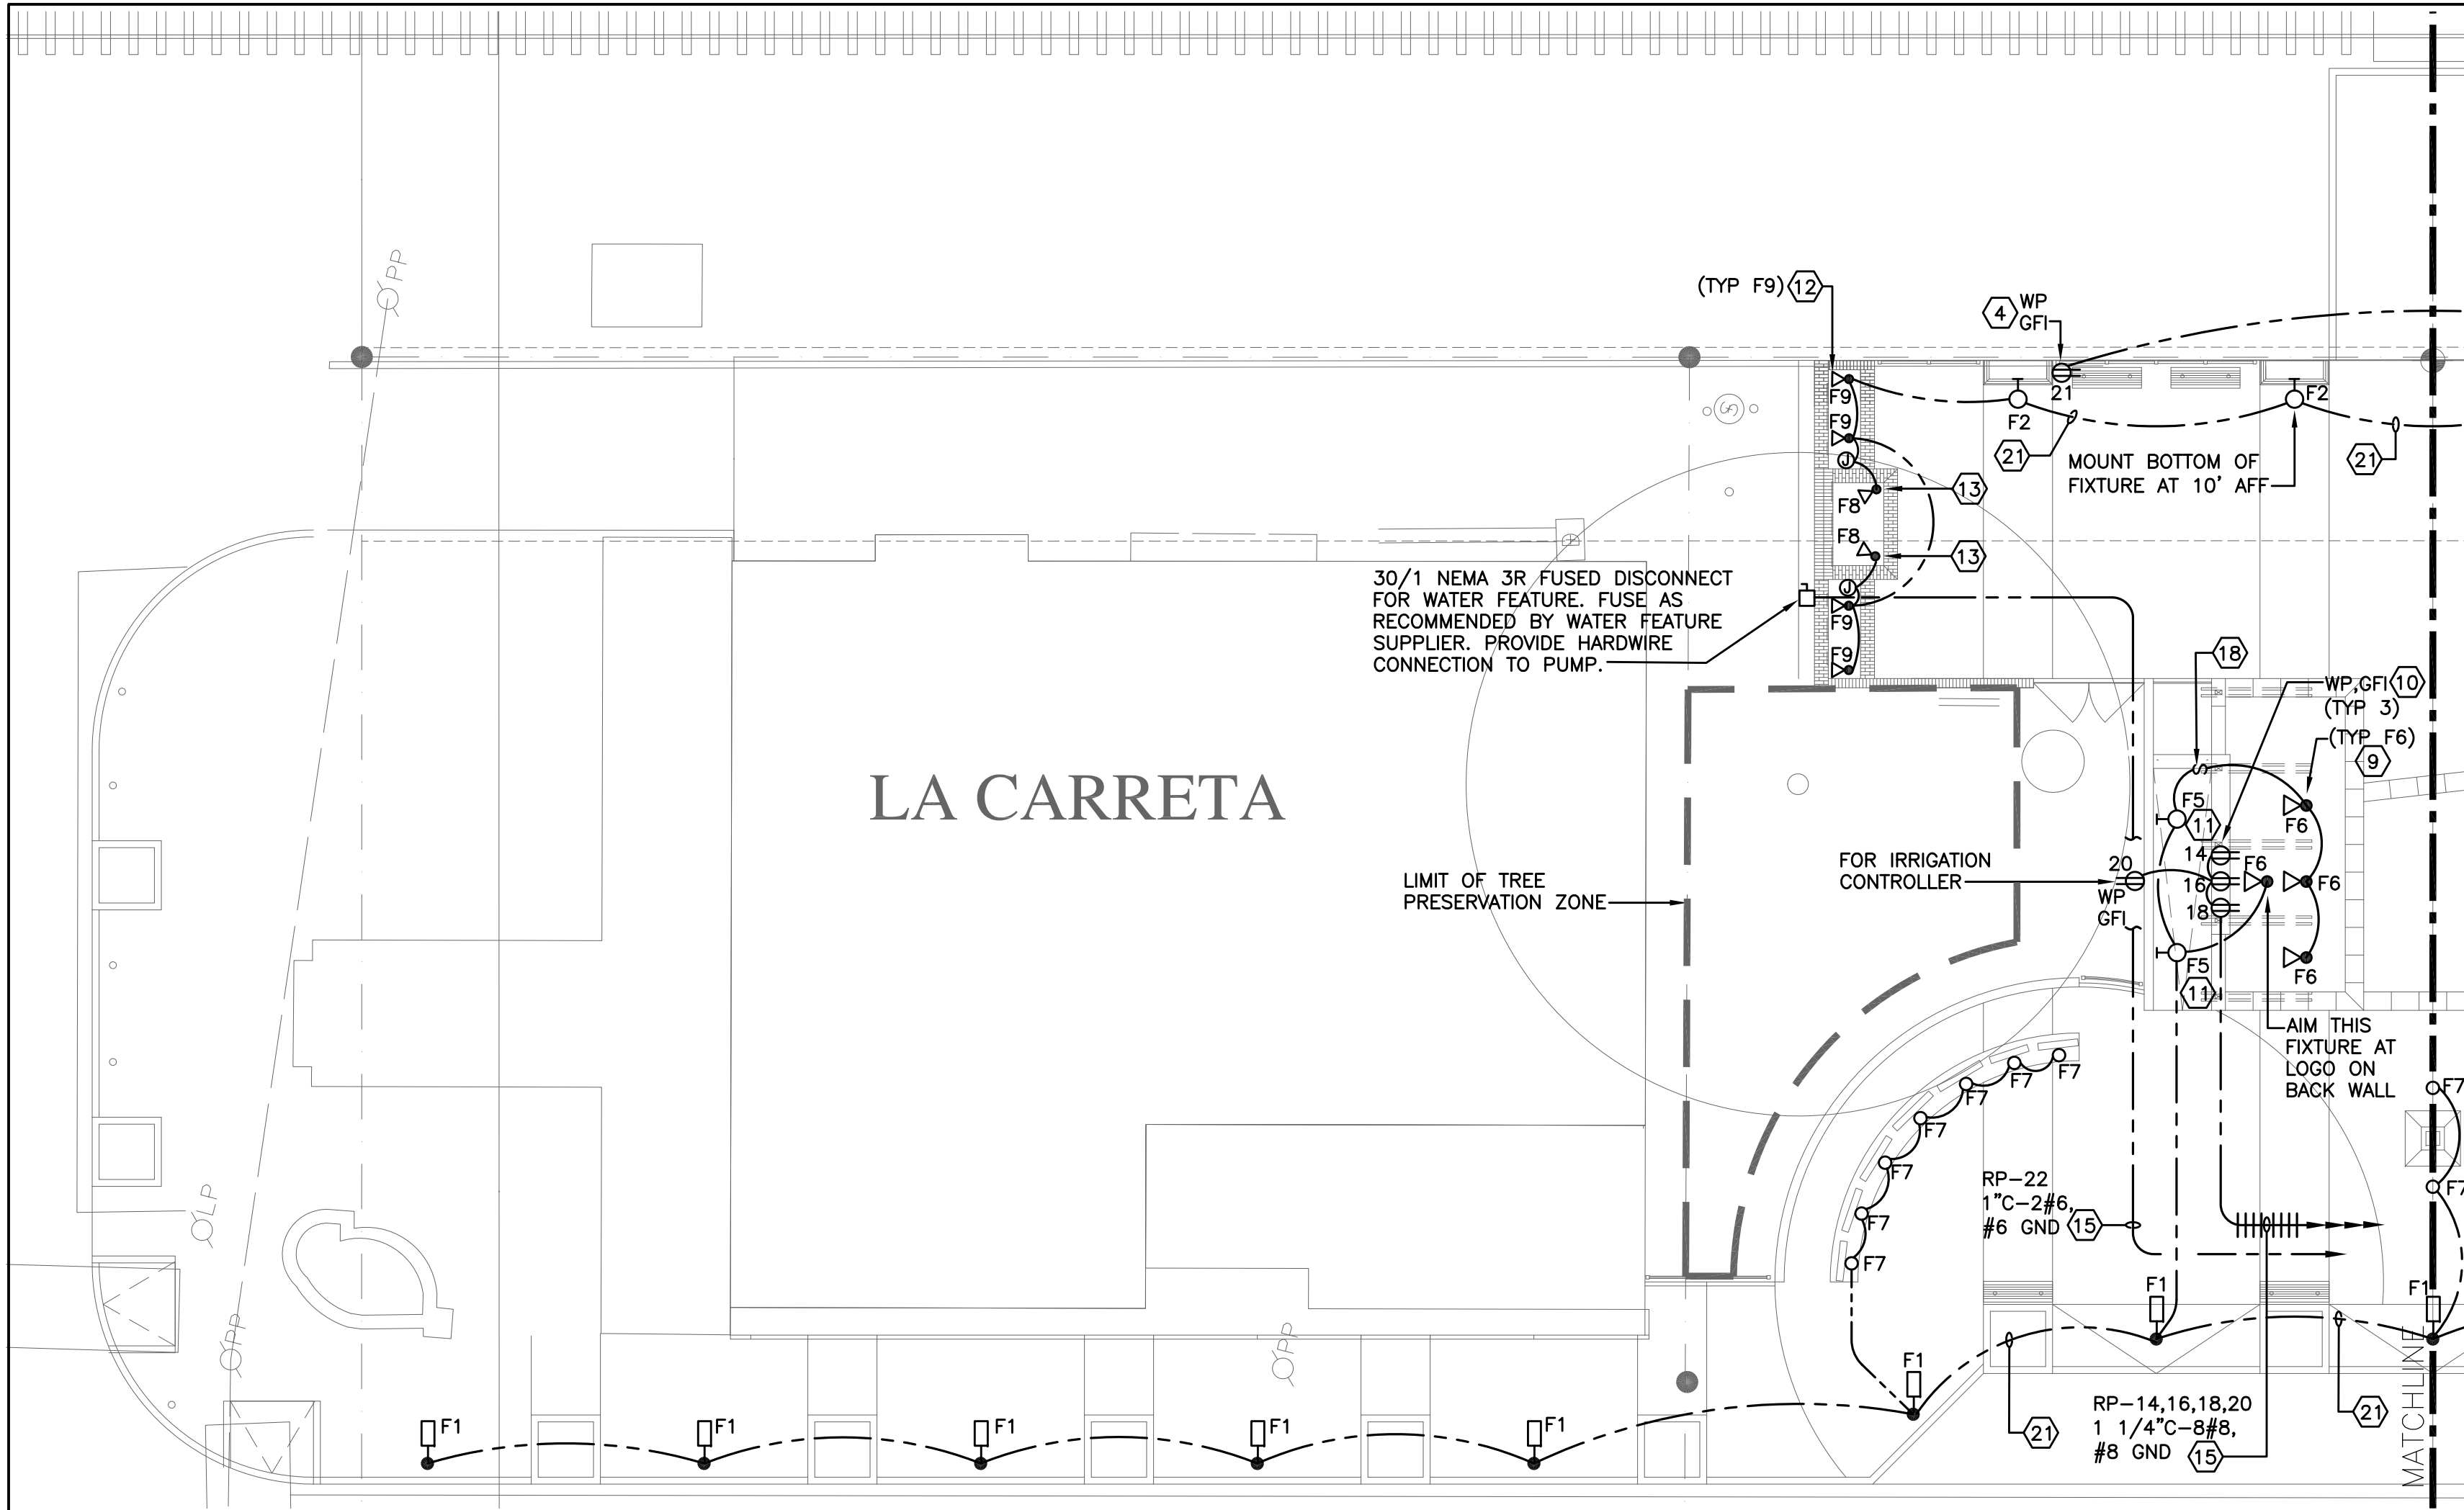 PP
(TYP F9) 12
4 WP
GFI
21
F2
F2
21
21
MOUNT BOTTOM OF
FIXTURE AT 10' AFF
F9
F9
J
F8
13
F8
13
J
F9
F9
30/1 NEMA 3R FUSED DISCONNECT
FOR WATER FEATURE. FUSE AS
RECOMMENDED BY WATER FEATURE
SUPPLIER. PROVIDE HARDWIRE
CONNECTION TO PUMP.
18
WP,GFI 10
(TYP 3)
(TYP F6)
9
S
F5
11
F6
14
16
18
F6
F6
F6
F5
11
20
WP
GFI
FOR IRRIGATION
CONTROLLER
LA CARRETA
LIMIT OF TREE
PRESERVATION ZONE
AIM THIS
FIXTURE AT
LOGO ON
BACK WALL
F7
F7
F7
F7
F7
F7
F7
F7
F7
RP-22
1"C-2#6,
#6 GND 15
LP
PP
PP
F1
F1
F1
F1
F1
F1
F1
F1
21
RP-14,16,18,20
1 1/4"C-8#8,
#8 GND 15
21
MATCHLINE